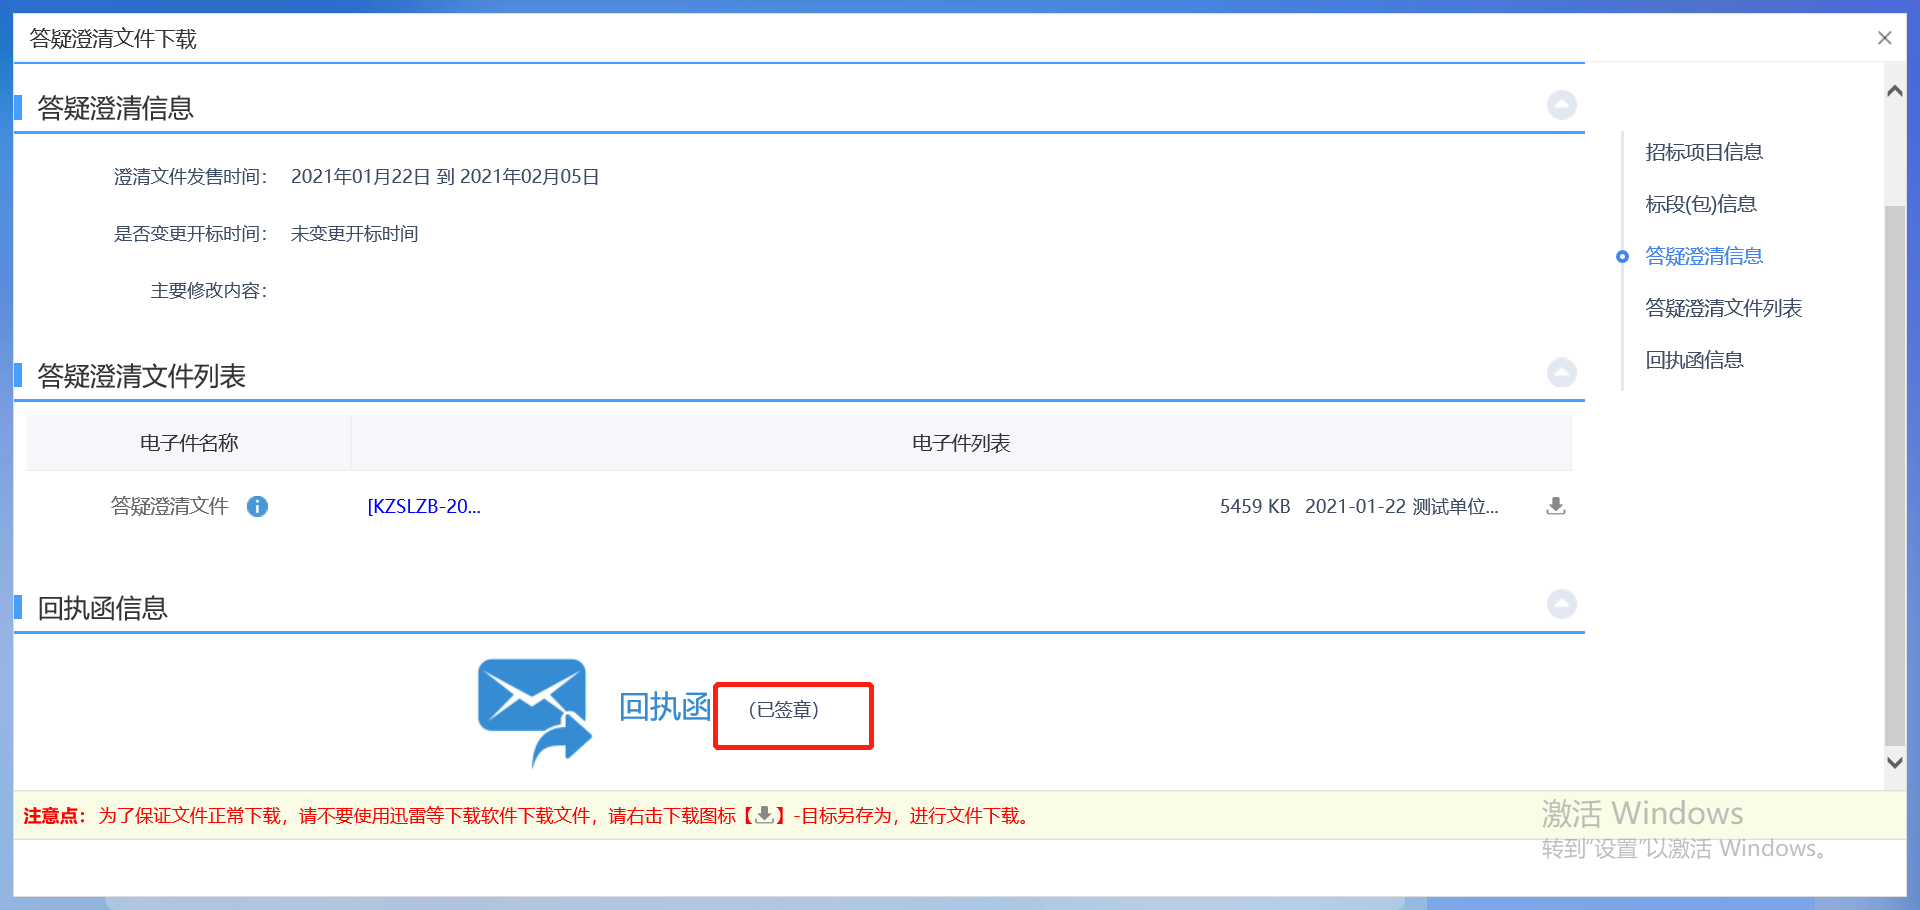 答疑澄清文件下载
答疑澄清信息
澄清文件发售时间： 2021年01月22日 到 2021年02月05日
是否变更开标时间： 未变更开标时间
主要修改内容：
答疑澄清文件列表
电子件名称 电子件列表
答疑澄清文件 [KZSLZB-20... 5459 KB 2021-01-22 测试单位...
回执函信息
回执函 （已签章）
招标项目信息
标段(包)信息
答疑澄清信息
答疑澄清文件列表
回执函信息
注意点：为了保证文件正常下载，请不要使用迅雷等下载软件下载文件，请右击下载图标【】-目标另存为，进行文件下载。
激活 Windows
转到“设置”以激活 Windows。